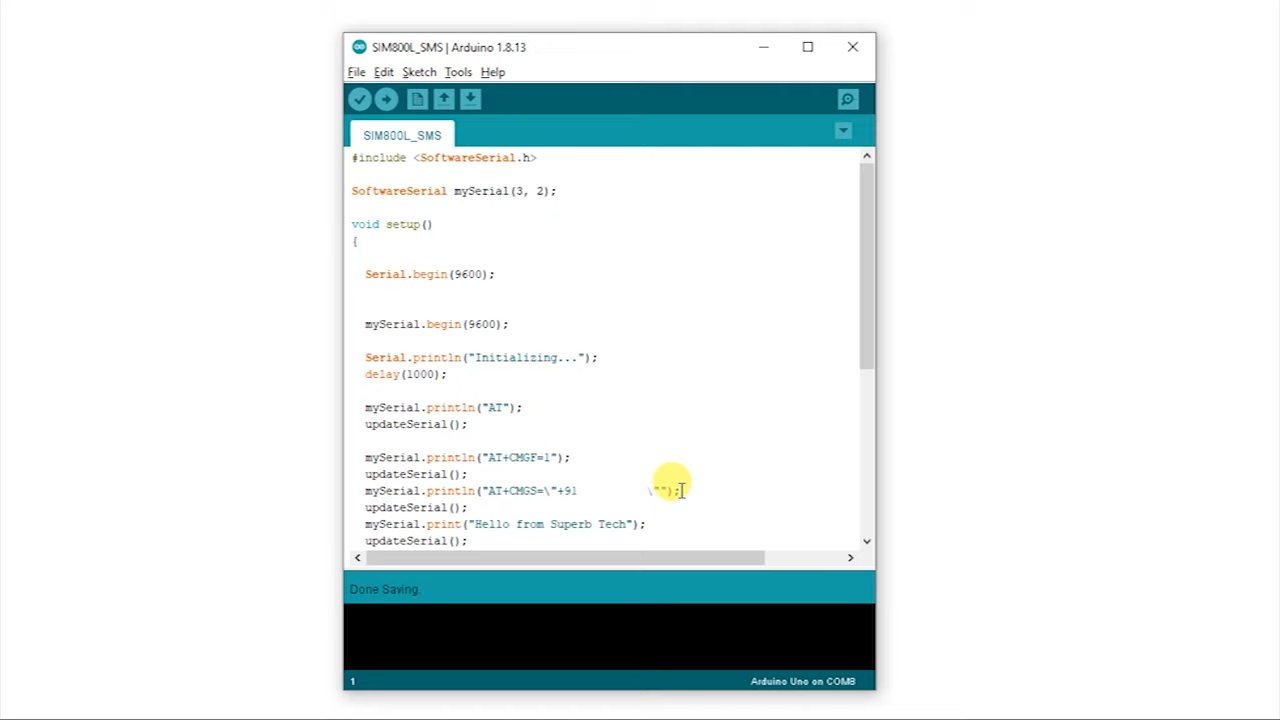 SIM800L_SMS | Arduino 1.8.13
File Edit Sketch Tools Help
SIM800L_SMS
#include <SoftwareSerial.h>
SoftwareSerial mySerial(3, 2);
void setup()
{
Serial.begin(9600);
mySerial.begin(9600);
Serial.println("Initializing...");
delay(1000);
mySerial.println("AT");
updateSerial();
mySerial.println("AT+CMGF=1");
updateSerial();
mySerial.println("AT+CMGS=\"+91 \"");
updateSerial();
mySerial.print("Hello from Superb Tech");
updateSerial();
Done Saving.
1 Arduino Uno on COM8